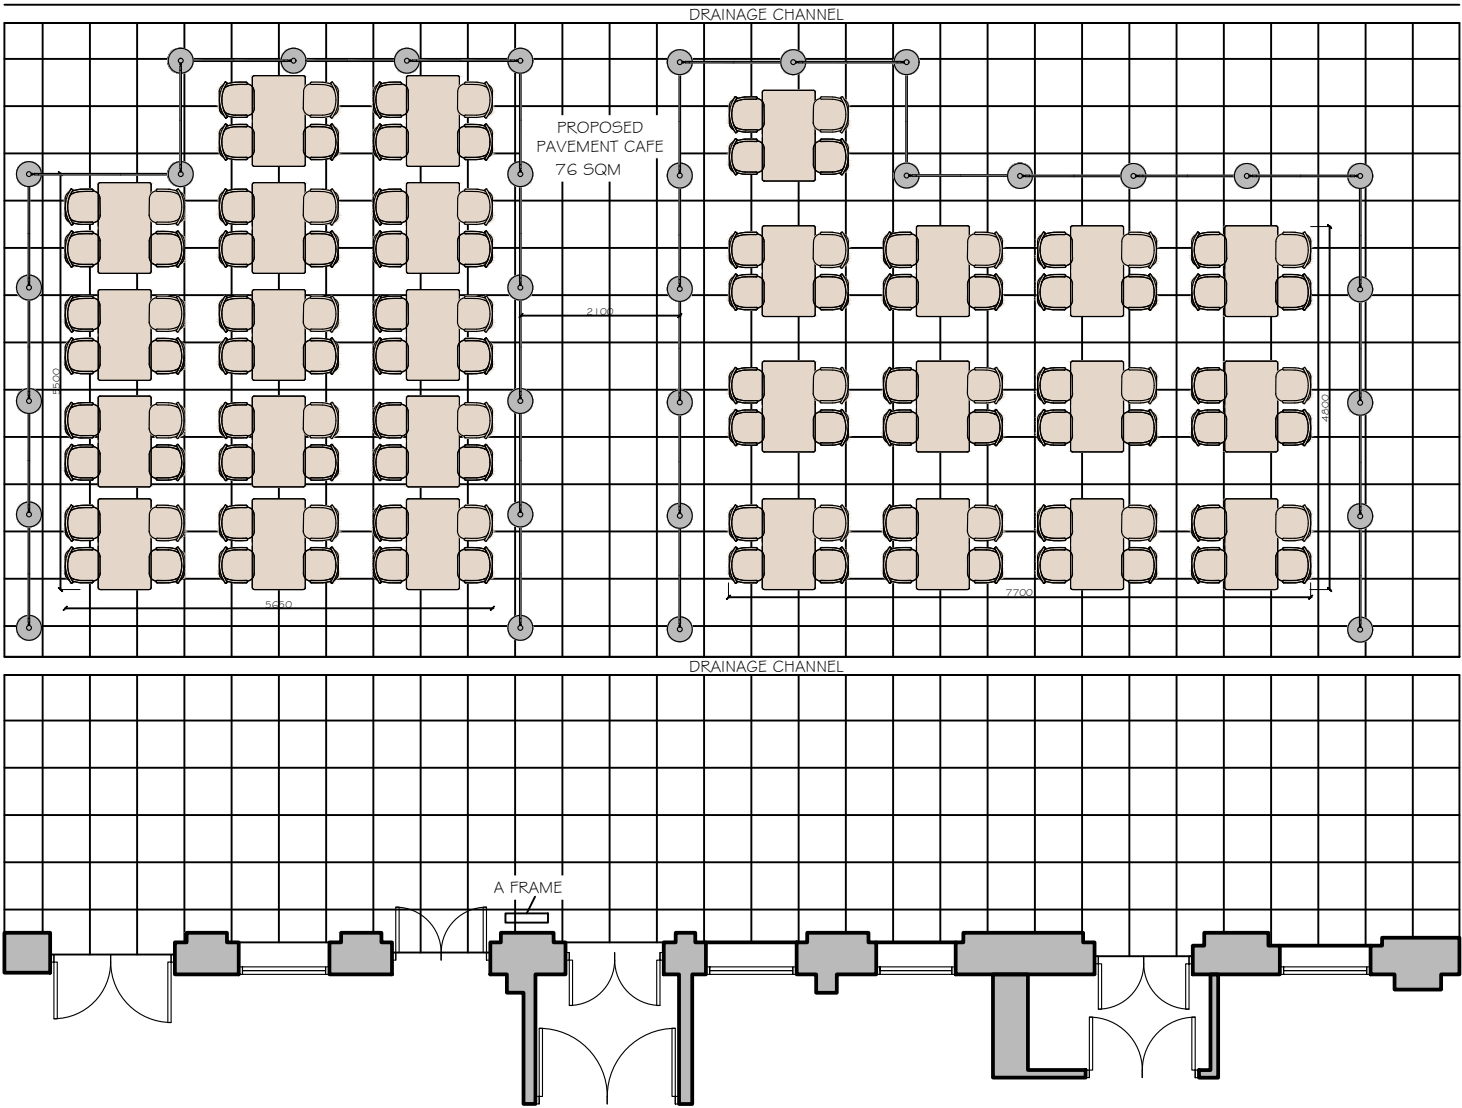 DRAINAGE CHANNEL
PROPOSED
PAVEMENT CAFE
76 SQM
2100
5500
4800
7700
5650
DRAINAGE CHANNEL
A FRAME